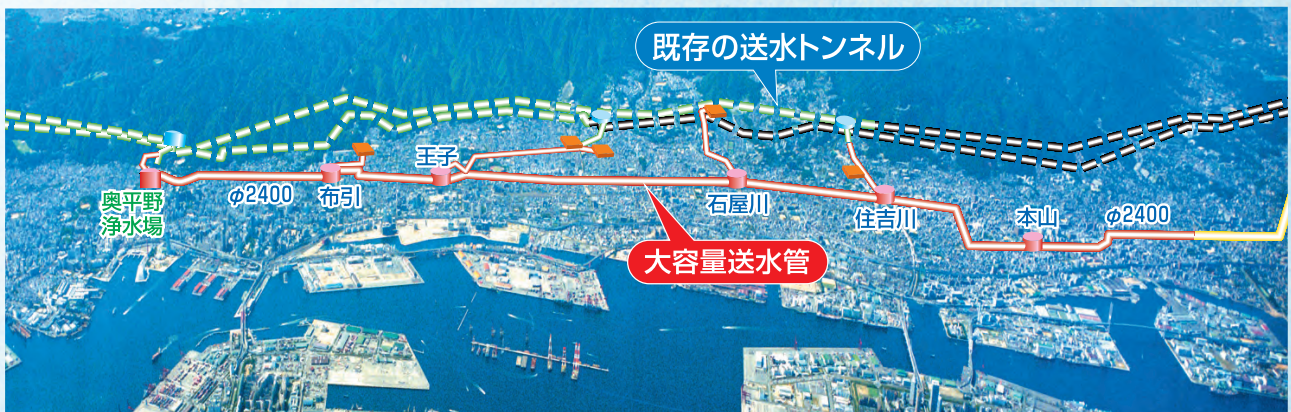 既存の送水トンネル
王子
奥平野
浄水場
φ2400
布引
石屋川
住吉川
本山
φ2400
大容量送水管